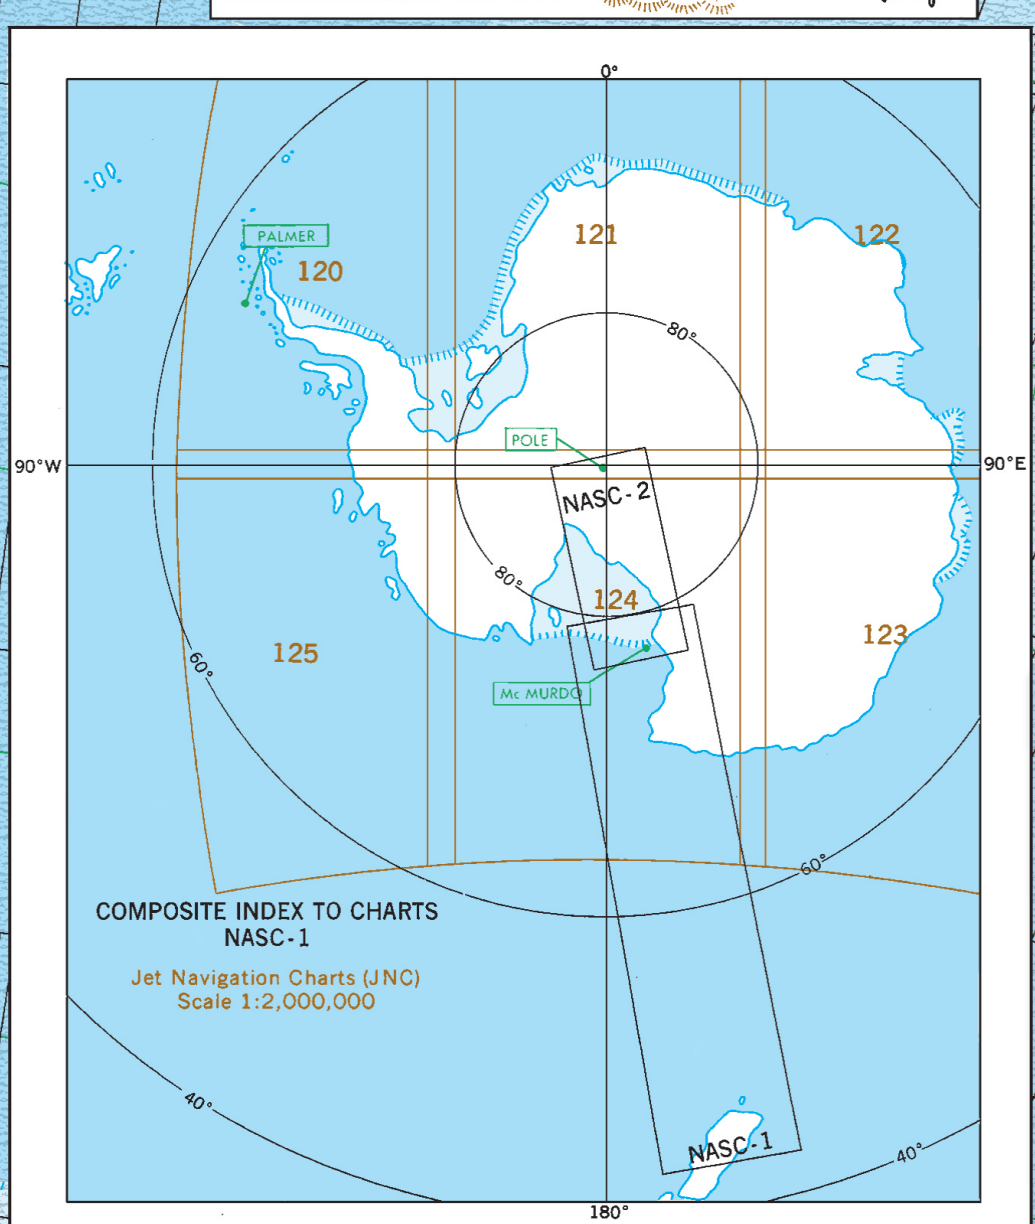 0°
PALMER
120
121
122
80°
POLE
90°W
90°E
NASC-2
80°
124
123
125
60°
Mc MURDO
60°
COMPOSITE INDEX TO CHARTS
NASC-1
Jet Navigation Charts (JNC)
Scale 1:2,000,000
40°
NASC-1
40°
180°